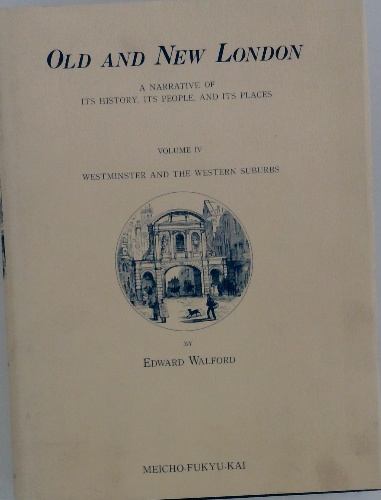 OLD AND NEW LONDON
A NARRATIVE OF
ITS HISTORY, ITS PEOPLE, AND ITS PLACES
VOLUME IV
WESTMINSTER AND THE WESTERN SUBURBS
BY
EDWARD WALFORD
MEICHO-FUKYU-KAI